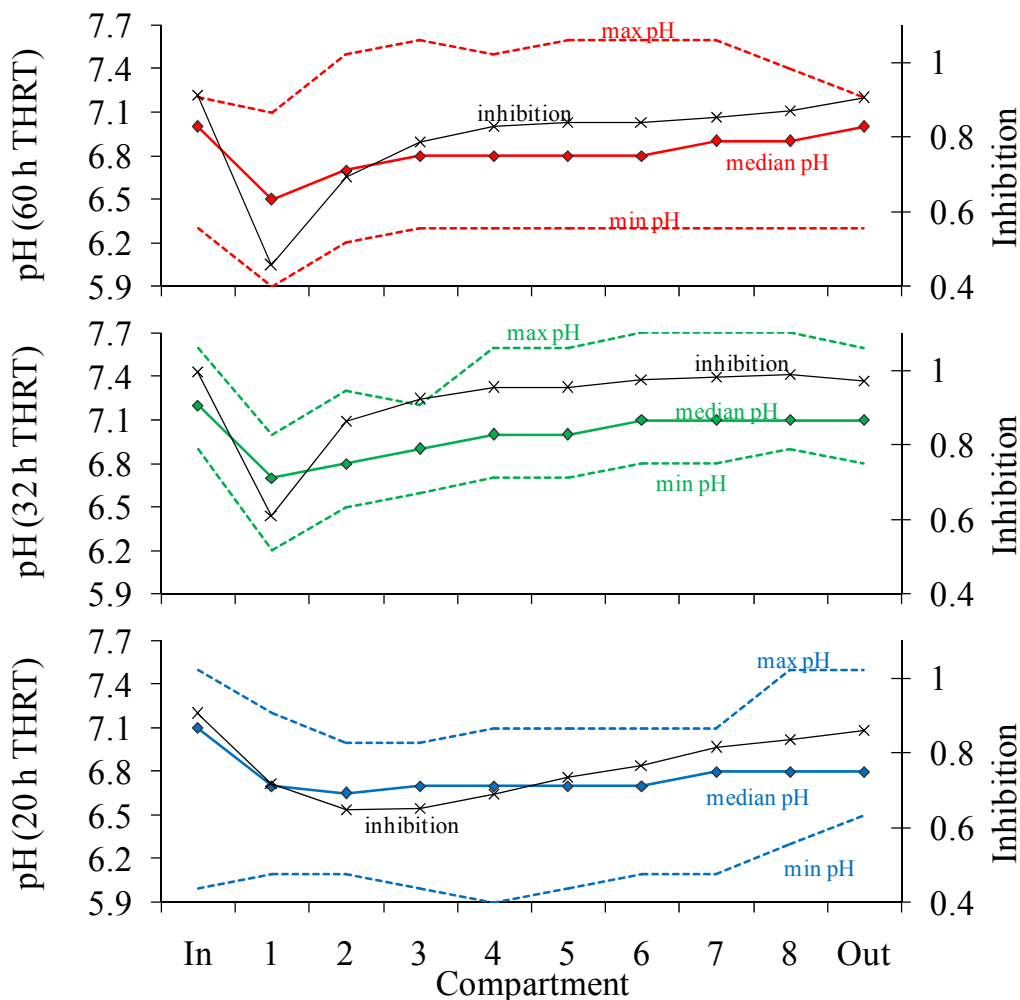 pH (60 h THRT)
7.7
7.4
7.1
6.8
6.5
6.2
5.9
max pH
inhibition
median pH
min pH
1
0.8
0.6
0.4
Inhibition
pH (32 h THRT)
7.7
7.4
7.1
6.8
6.5
6.2
5.9
max pH
inhibition
median pH
min pH
1
0.8
0.6
0.4
Inhibition
pH (20 h THRT)
7.7
7.4
7.1
6.8
6.5
6.2
5.9
max pH
median pH
inhibition
min pH
1
0.8
0.6
0.4
Inhibition
In 1 2 3 4 5 6 7 8 Out
Compartment